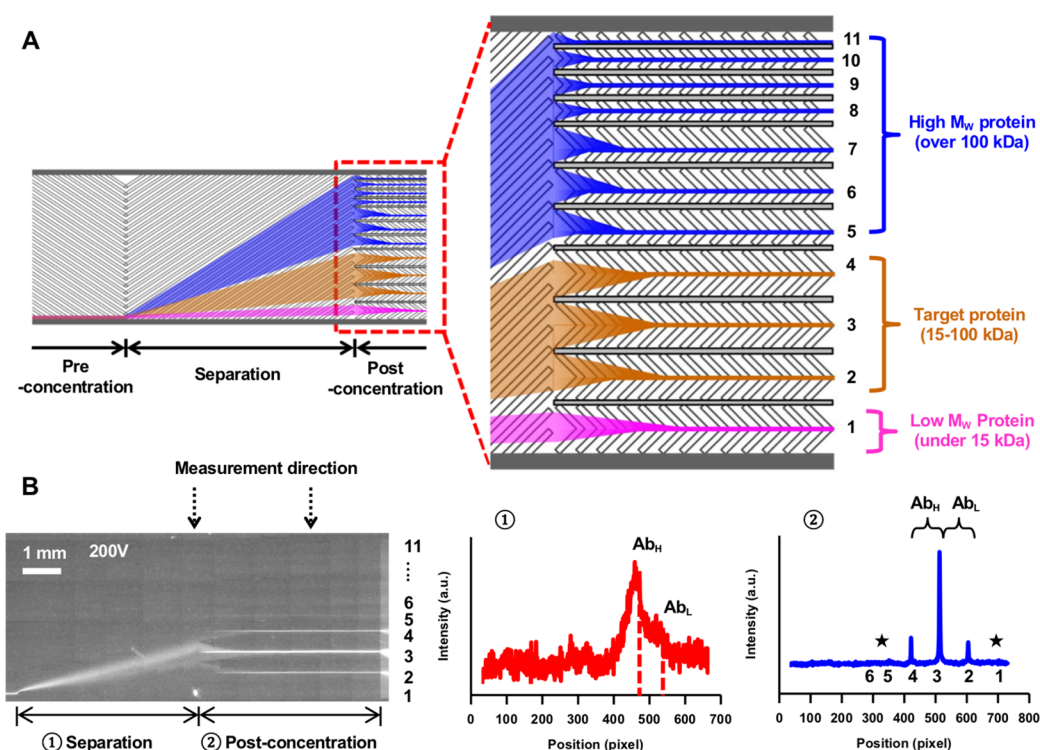 A
Pre
-concentration
Separation
Post
-concentration
11
10
9
8
7
6
5
4
3
2
1
High MW protein
(over 100 kDa)
Target protein
(15-100 kDa)
Low MW Protein
(under 15 kDa)
B
Measurement direction
1 mm 200V
11
.....
6
5
4
3
2
1
① Separation
② Post-concentration
①
Intensity (a.u.)
AbH
AbL
0 100 200 300 400 500 600 700
Position (pixel)
②
Intensity (a.u.)
AbH AbL
★ ★
6 5 4 3 2 1
0 100 200 300 400 500 600 700 800
Position (pixel)